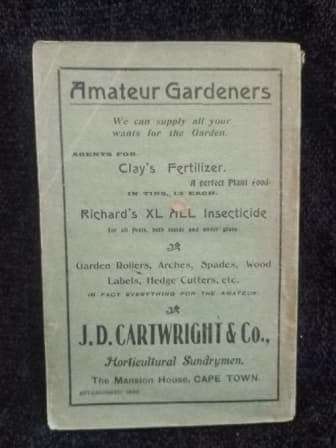 Amateur Gardeners
We can supply all your
wants for the Garden.
AGENTS FOR
Clay's Fertilizer.
A perfect Plant Food
IN TINS, 1/3 EACH.
Richard's XL ALL Insecticide
for all Pests, both inside and under glass
Garden Rollers, Arches, Spades, Wood
Labels, Hedge Cutters, etc.
IN FACT EVERYTHING FOR THE AMATEUR.
J.D. CARTWRIGHT & Co.,
Horticultural Sundrymen.
The Mansion House, CAPE TOWN.
ESTABLISHED